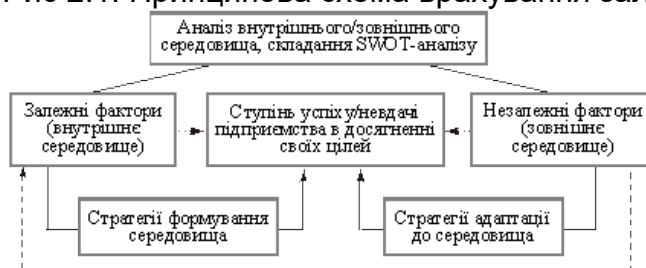 Аналіз внутрішнього/зовнішнього
середовища, складання SWOT-аналізу
Залежні фактори
(внутрішнє
середовище)
Ступінь успіху/невдачі
підприємства в досягненні
своїх цілей
Незалежні фактори
(зовнішнє
середовище)
Стратегії формування
середовища
Стратегії адаптації
до середовища